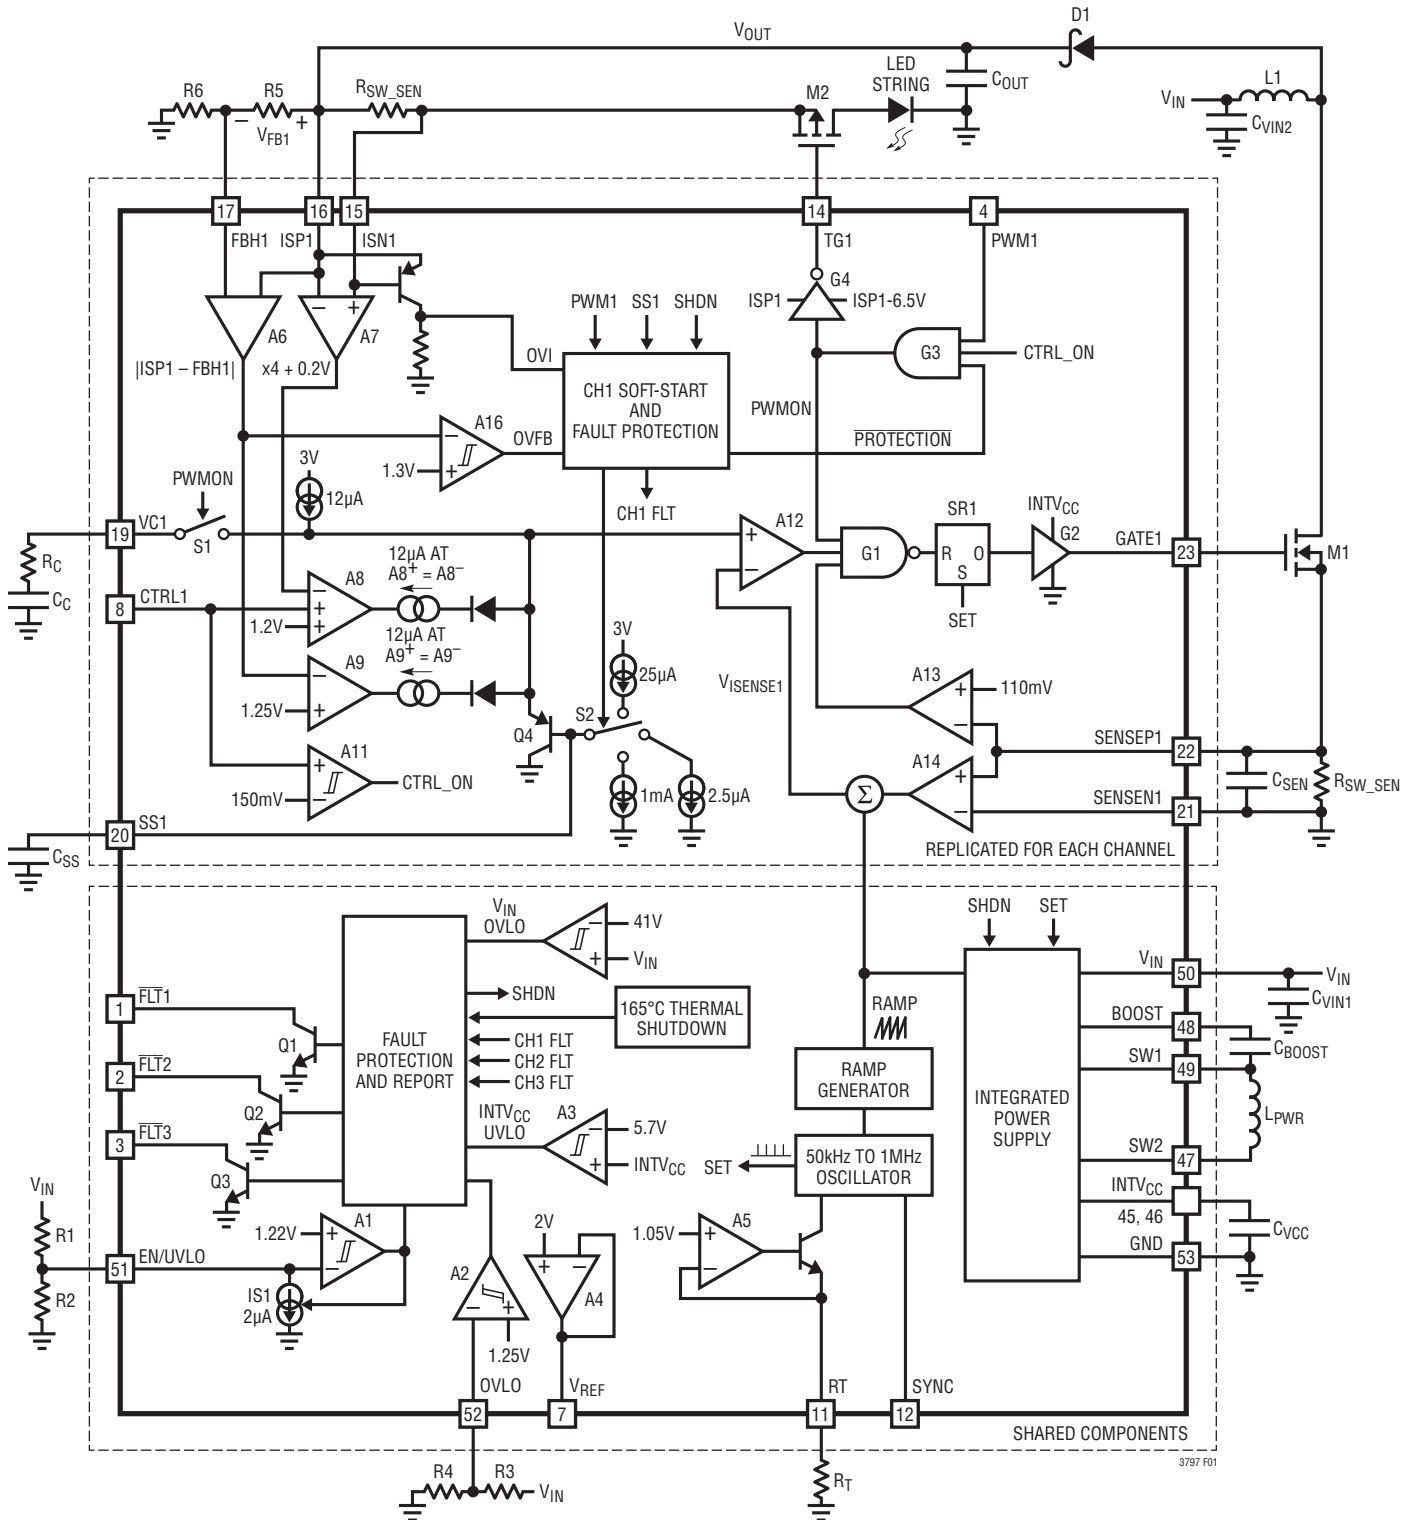 D1
VOUT
LED
STRING
COUT
L1
VIN
CVIN2
R6
R5
RSW_SEN
M2
−
VFB1
+
17
16
15
14
4
FBH1
ISP1
ISN1
TG1
PWM1
G4
ISP1
ISP1-6.5V
PWM1
SS1
SHDN
−
+
A6
A7
|ISP1 – FBH1|
x4 + 0.2V
OVI
CH1 SOFT-START
AND
FAULT PROTECTION
G3
CTRL_ON
PWMON
PROTECTION
A16
−
+
OVFB
1.3V
3V
12µA
PWMON
CH1 FLT
19
VC1
S1
RC
CC
A12
+
−
G1
SR1
R
O
S
SET
INTVCC
G2
GATE1
23
M1
8
CTRL1
A8
−
+
+
1.2V
12µA AT
A8+ = A8−
12µA AT
A9+ = A9−
A9
−
+
1.25V
3V
25µA
VISENSE1
A13
+
−
110mV
Q4
S2
SENSEP1
22
A11
+
−
150mV
CTRL_ON
1mA
2.5µA
Σ
A14
+
−
CSEN
RSW_SEN
SENSEN1
21
20
SS1
CSS
REPLICATED FOR EACH CHANNEL
VIN
OVLO
−
+
41V
VIN
SHDN
SET
VIN
50
VIN
CVIN1
1
FLT1
SHDN
165°C THERMAL
SHUTDOWN
RAMP
BOOST
48
CBOOST
Q1
FAULT
PROTECTION
AND REPORT
CH1 FLT
CH2 FLT
CH3 FLT
2
FLT2
Q2
RAMP
GENERATOR
SW1
49
INTEGRATED
POWER
SUPPLY
LPWR
3
FLT3
Q3
INTVCC
UVLO
A3
−
+
5.7V
INTVCC
SET
50kHz TO 1MHz
OSCILLATOR
SW2
47
INTVCC
45, 46
CVCC
VIN
R1
R2
1.22V
A1
+
−
51
EN/UVLO
IS1
2µA
2V
+
−
A4
A2
−
+
1.25V
1.05V
A5
+
−
GND
53
OVLO
VREF
RT
SYNC
52
7
11
12
SHARED COMPONENTS
3797 F01
R4
R3
VIN
RT